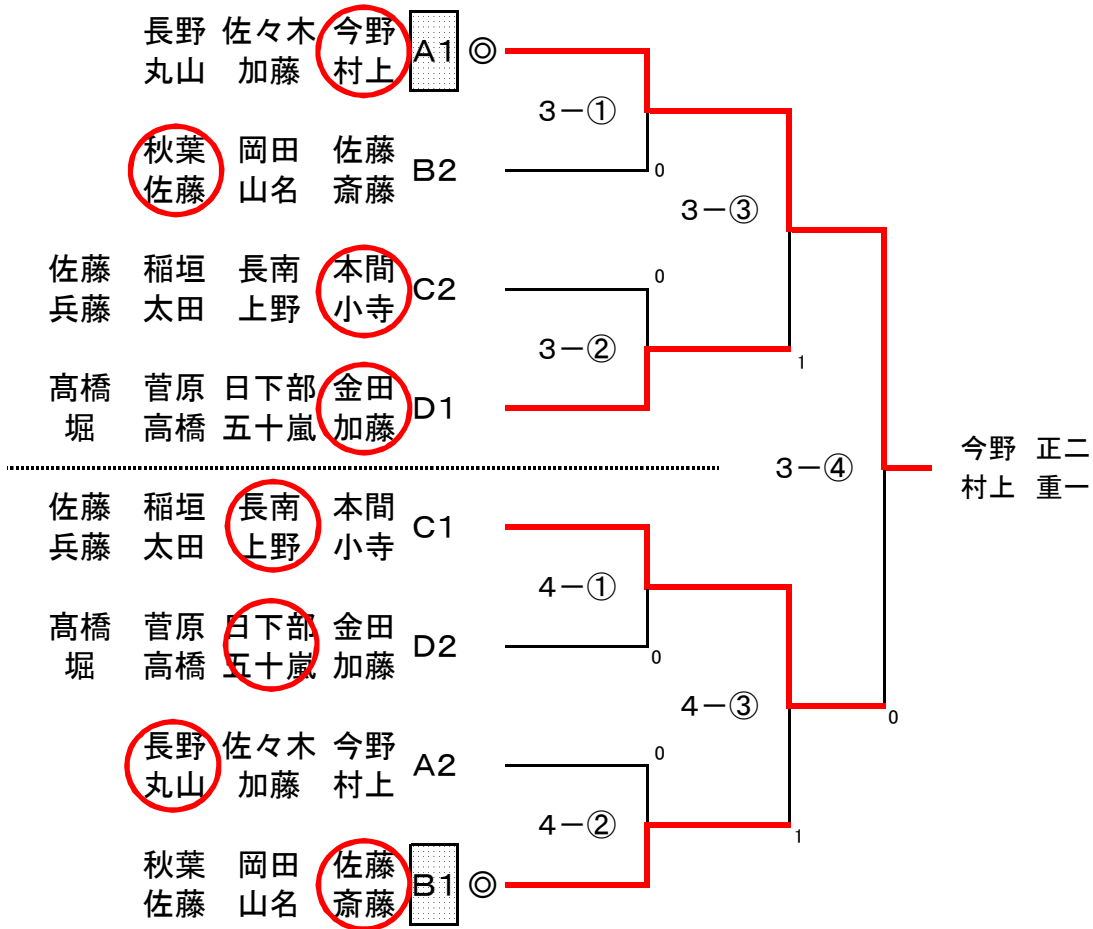 長野 佐々木 今野 A1 ◎
丸山 加藤 村上
3－①
秋葉 岡田 佐藤 B2
佐藤 山名 斎藤
0
3－③
佐藤 稲垣 長南 本間 C2
兵藤 太田 上野 小寺
0
3－②
1
髙橋 菅原 日下部 金田 D1
堀 高橋 五十嵐 加藤
3－④
今野 正二
村上 重一
佐藤 稲垣 長南 本間 C1
兵藤 太田 上野 小寺
4－①
髙橋 菅原 日下部 金田 D2
堀 高橋 五十嵐 加藤
0
4－③
0
長野 佐々木 今野 A2
丸山 加藤 村上
0
4－②
1
秋葉 岡田 佐藤 B1 ◎
佐藤 山名 斎藤